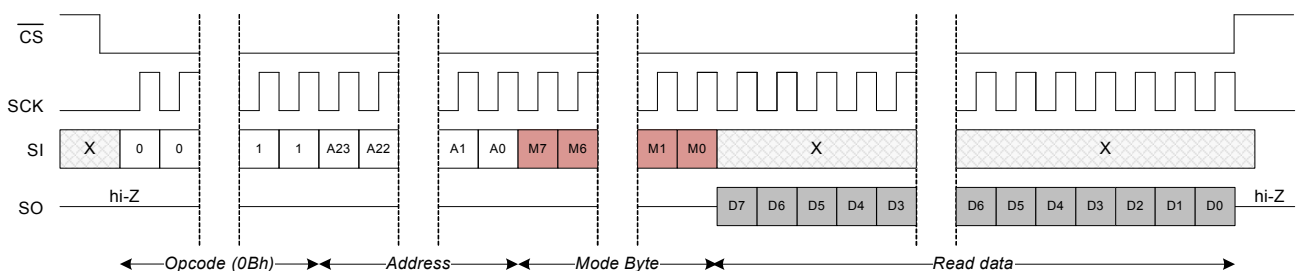 CS
SCK
SI X 0 0 1 1 A23 A22 A1 A0 M7 M6 M1 M0 X X
hi-Z hi-Z
SO D7 D6 D5 D4 D3 D6 D5 D4 D3 D2 D1 D0
Opcode (0Bh) Address Mode Byte Read data